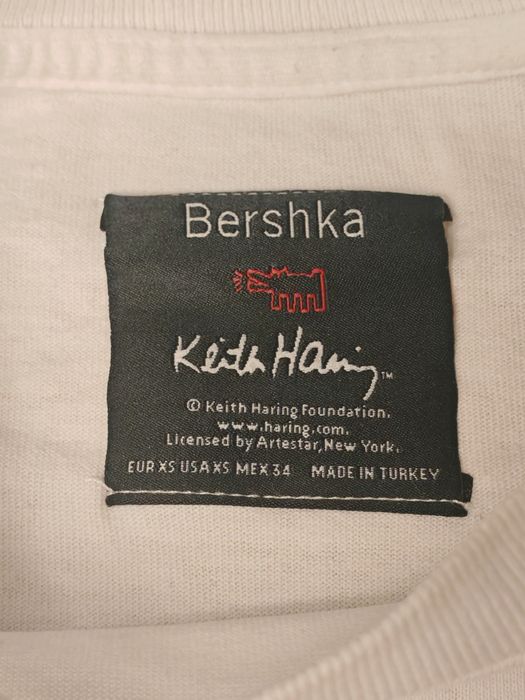 Bershka
Keith Haring™
© Keith Haring Foundation.
www.haring.com.
Licensed by Artestar, New York.
EUR XS USA XS MEX 34 MADE IN TURKEY